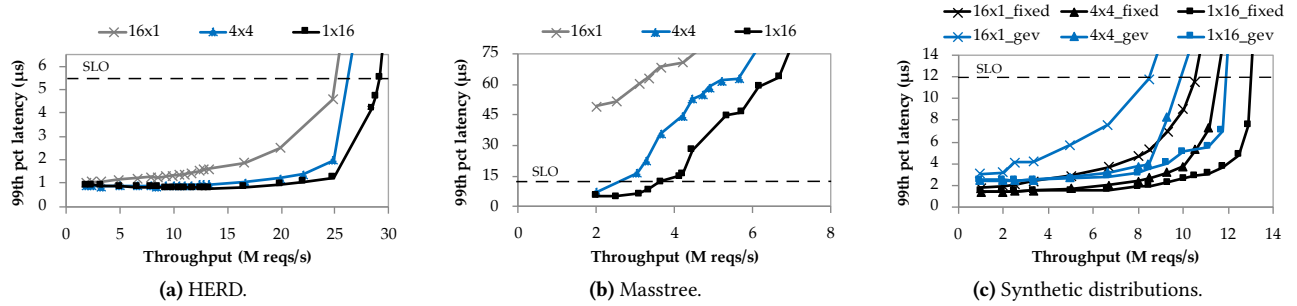 16x1 4x4 1x16
99th pct latency (µs)
6
5
4
3
2
1
0
SLO
0 5 10 15 20 25 30
Throughput (M reqs/s)
(a) HERD.
16x1 4x4 1x16
99th pct latency (µs)
75
60
45
30
15
0
SLO
0 2 4 6 8
Throughput (M reqs/s)
(b) Masstree.
16x1_fixed 4x4_fixed 1x16_fixed
16x1_gev 4x4_gev 1x16_gev
99th pct latency (µs)
14
12
10
8
6
4
2
0
SLO
0 2 4 6 8 10 12 14
Throughput (M reqs/s)
(c) Synthetic distributions.